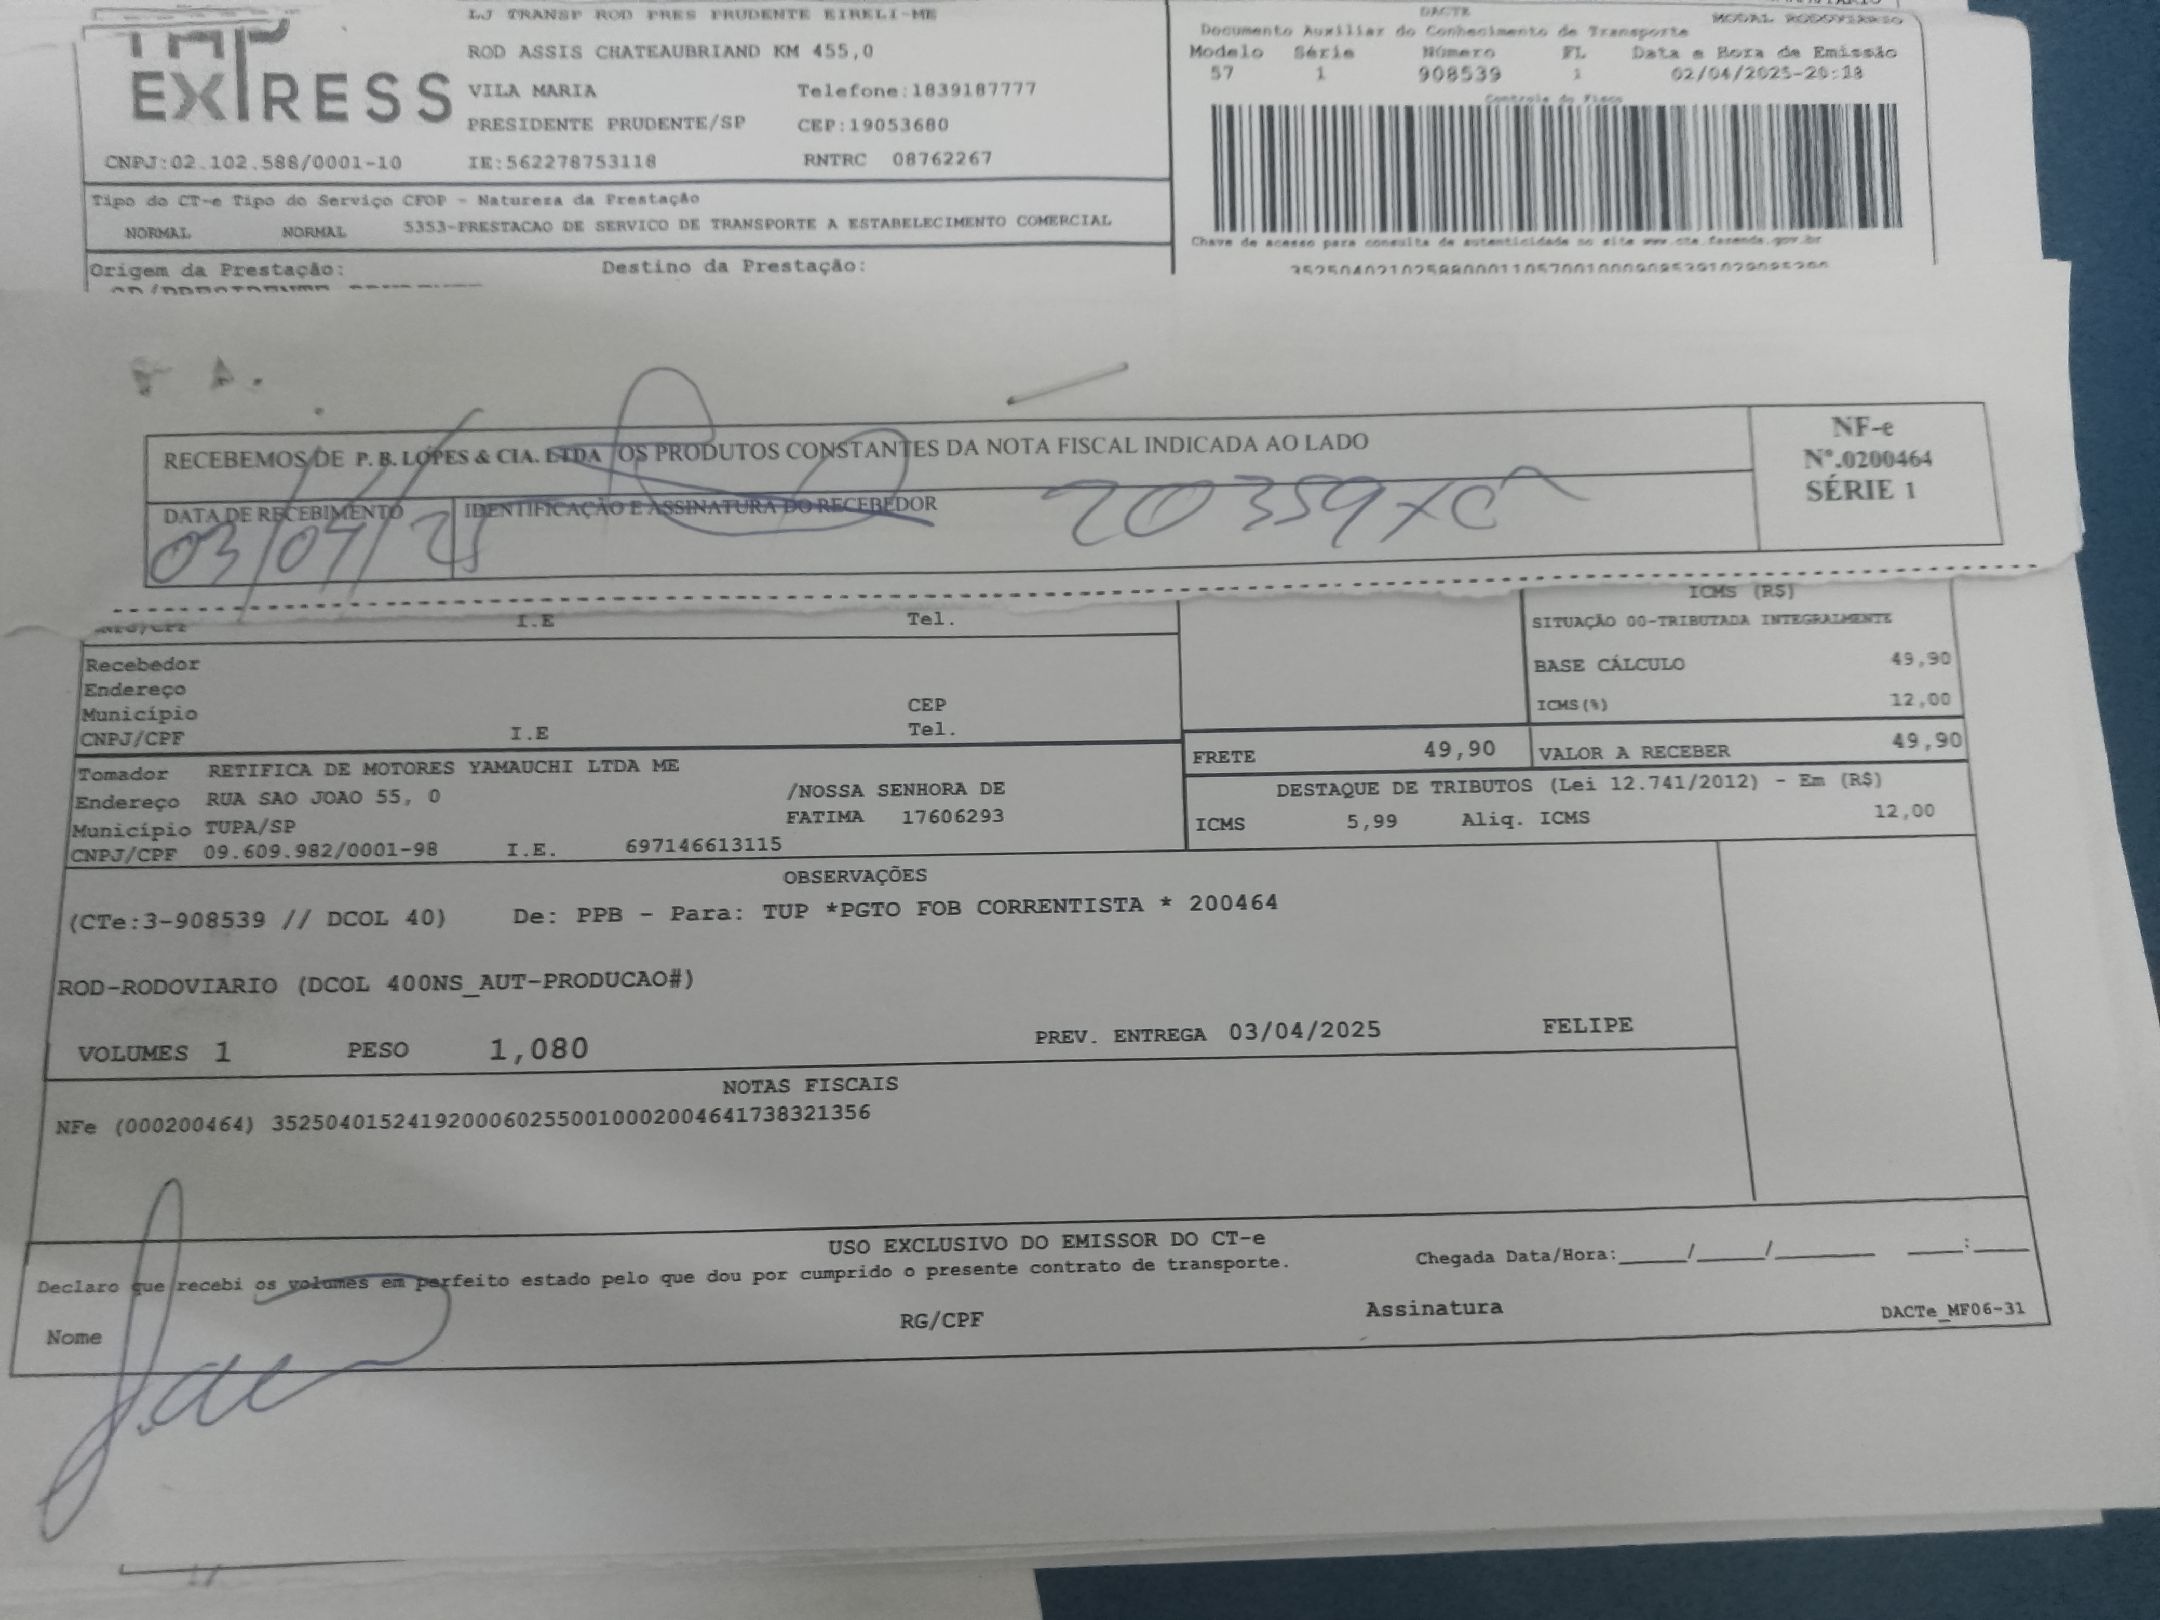 EXPRESS
LJ TRANSP ROD PRES PRUDENTE EIRELI-ME
ROD ASSIS CHATEAUBRIAND KM 455,0
VILA MARIA Telefone:1839187777
PRESIDENTE PRUDENTE/SP CEP:19053680
CNPJ:02.102.588/0001-10 IE:562278753118 RNTRC 08762267
DACTE MODAL RODOVIARIO
Documento Auxiliar do Conhecimento de Transporte
Modelo Série Número FL Data e Hora de Emissão
57 1 908539 1 02/04/2025-20:18
Controle do Fisco
Tipo do CT-e Tipo do Serviço CFOP - Natureza da Prestação
NORMAL NORMAL 5353-PRESTACAO DE SERVICO DE TRANSPORTE A ESTABELECIMENTO COMERCIAL
Chave de acesso para consulta de autenticidade no site www.cte.fazenda.gov.br
Origem da Prestação: Destino da Prestação:
RECEBEMOS DE P. B. LOPES & CIA. LTDA OS PRODUTOS CONSTANTES DA NOTA FISCAL INDICADA AO LADO
NF-e
Nº.0200464
SÉRIE 1
DATA DE RECEBIMENTO IDENTIFICAÇÃO E ASSINATURA DO RECEBEDOR
03/04/25
CNPJ/CPF I.E Tel.
ICMS (R$)
SITUAÇÃO 00-TRIBUTADA INTEGRALMENTE
BASE CÁLCULO 49,90
ICMS(%) 12,00
Recebedor
Endereço
Município CEP
CNPJ/CPF I.E Tel.
FRETE 49,90 VALOR A RECEBER 49,90
Tomador RETIFICA DE MOTORES YAMAUCHI LTDA ME
Endereço RUA SAO JOAO 55, 0 /NOSSA SENHORA DE
Município TUPA/SP FATIMA 17606293
CNPJ/CPF 09.609.982/0001-98 I.E. 697146613115
DESTAQUE DE TRIBUTOS (Lei 12.741/2012) - Em (R$)
ICMS 5,99 Aliq. ICMS 12,00
OBSERVAÇÕES
(CTe:3-908539 // DCOL 40) De: PPB - Para: TUP *PGTO FOB CORRENTISTA * 200464
ROD-RODOVIARIO (DCOL 400NS_AUT-PRODUCAO#)
VOLUMES 1 PESO 1,080 PREV. ENTREGA 03/04/2025 FELIPE
NOTAS FISCAIS
NFe (000200464) 35250401524192000602550010002004641738321356
USO EXCLUSIVO DO EMISSOR DO CT-e
Declaro que recebi os volumes em perfeito estado pelo que dou por cumprido o presente contrato de transporte. Chegada Data/Hora:_____/_____/_______ ____:____
Nome RG/CPF Assinatura DACTe_MF06-31